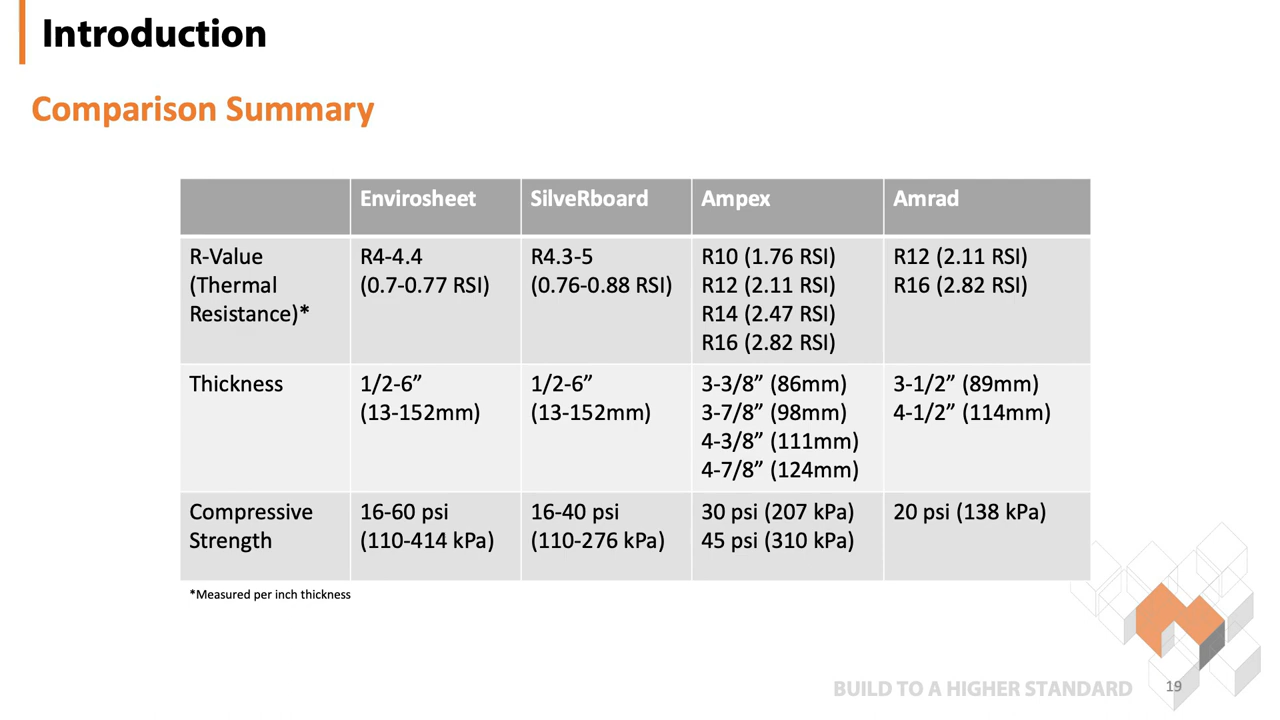 Introduction
Comparison Summary
Envirosheet SilveRboard Ampex Amrad
R-Value (Thermal Resistance)*
R4-4.4
(0.7-0.77 RSI)
R4.3-5
(0.76-0.88 RSI)
R10 (1.76 RSI)
R12 (2.11 RSI)
R14 (2.47 RSI)
R16 (2.82 RSI)
R12 (2.11 RSI)
R16 (2.82 RSI)
Thickness
1/2-6”
(13-152mm)
1/2-6”
(13-152mm)
3-3/8” (86mm)
3-7/8” (98mm)
4-3/8” (111mm)
4-7/8” (124mm)
3-1/2” (89mm)
4-1/2” (114mm)
Compressive
Strength
16-60 psi
(110-414 kPa)
16-40 psi
(110-276 kPa)
30 psi (207 kPa)
45 psi (310 kPa)
20 psi (138 kPa)
*Measured per inch thickness
BUILD TO A HIGHER STANDARD 19